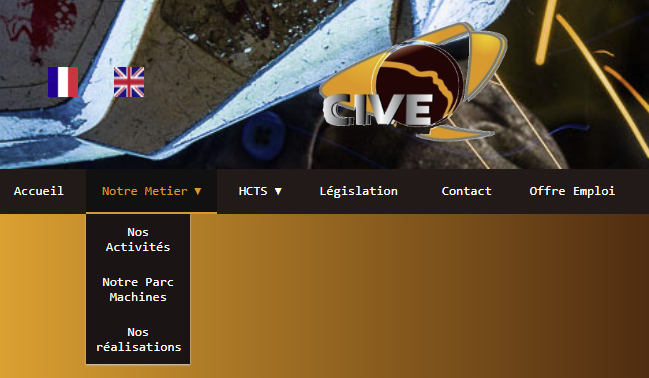 CIVE
Accueil
Notre Metier ▼
HCTS ▼
Législation
Contact
Offre Emploi
Nos
Activités
Notre Parc
Machines
Nos
réalisations